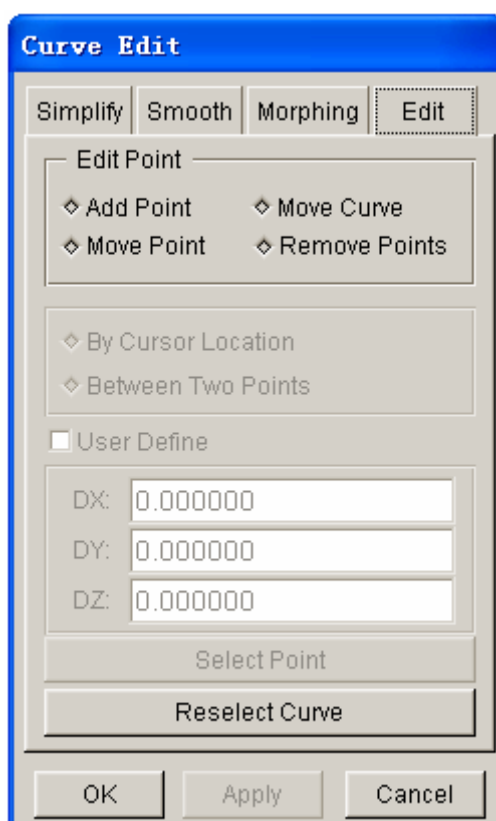 Curve Edit
Simplify Smooth Morphing Edit
Edit Point
Add Point Move Curve
Move Point Remove Points
By Cursor Location
Between Two Points
User Define
DX: 0.000000
DY: 0.000000
DZ: 0.000000
Select Point
Reselect Curve
OK Apply Cancel